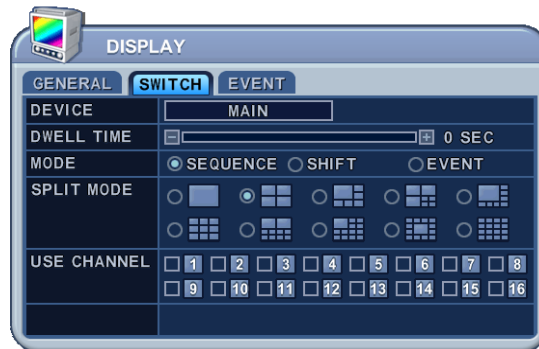 DISPLAY
GENERAL SWITCH EVENT
DEVICE MAIN
DWELL TIME 0 SEC
MODE SEQUENCE SHIFT EVENT
SPLIT MODE
USE CHANNEL 1 2 3 4 5 6 7 8
9 10 11 12 13 14 15 16